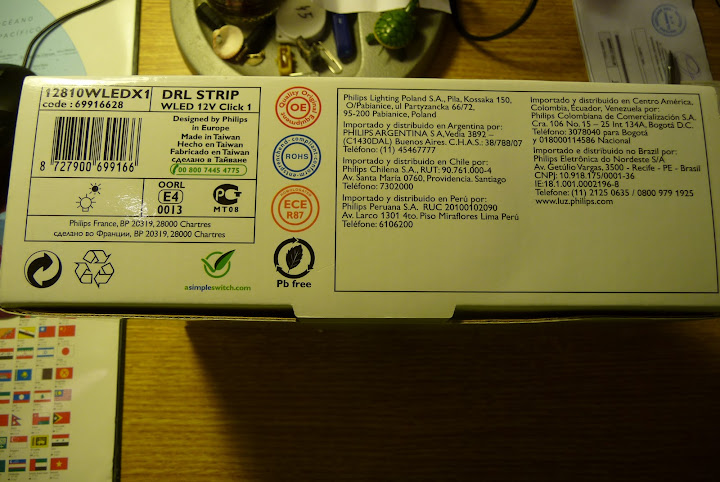 OCÉANO
PACÍFICO
45
12810WLEDX1
code : 69916628
DRL STRIP
WLED 12V Click 1
8 727900 699166
Designed by Philips
in Europe
Made in Taiwan
Hecho en Taiwan
Fabricado en Taiwan
сделано в Тайване
00 800 7445 4775
OORL
E4
0013
PCT
MT08
Philips France, BP 20319, 28000 Chartres
сделано во Франции, BP 20319, 28000 Chartres
asimpleswitch.com
Quality Original
OE
Equipment
ROHS
HOMOLOGATED
ECE
R87
Pb free
Philips Lighting Poland S.A., Pila, Kossaka 150,
O/Pabianice, ul Partyzancka 66/72,
95-200 Pabianice, Poland
Importado y distribuido en Argentina por:
PHILIPS ARGENTINA S.A,Vedia 3892 –
(C1430DAL) Buenos Aires. C.H.A.S.: 38/7BB/07
Teléfono: (11) 45467777
Importado y distribuido en Chile por:
Philips Chilena S.A., RUT: 90.761.000-4
Av. Santa María 0760, Providencia. Santiago
Teléfono: 7302000
Importado y distribuido en Perú por:
Philips Peruana S.A. RUC 20100102090
Av. Larco 1301 4to. Piso Miraflores Lima Perú
Teléfono: 6106200
Importado y distribuido en Centro América,
Colombia, Ecuador, Venezuela por:
Philips Colombiana de Comercialización S.A.
Cra. 106 No. 15 – 25 Int.134A, Bogotá D.C.
Teléfono: 3078040 para Bogotá
y 018000114586 Nacional
Importado e distribuído no Brasil por:
Philips Eletrônica do Nordeste S/A
Av. Getúlio Vargas, 3500 - Recife - PE - Brasil
CNPJ: 10.918.175/0001-36
IE:18.1.001.0002196-8
Telefone: (11) 2125 0635 / 0800 979 1925
www.luz.philips.com